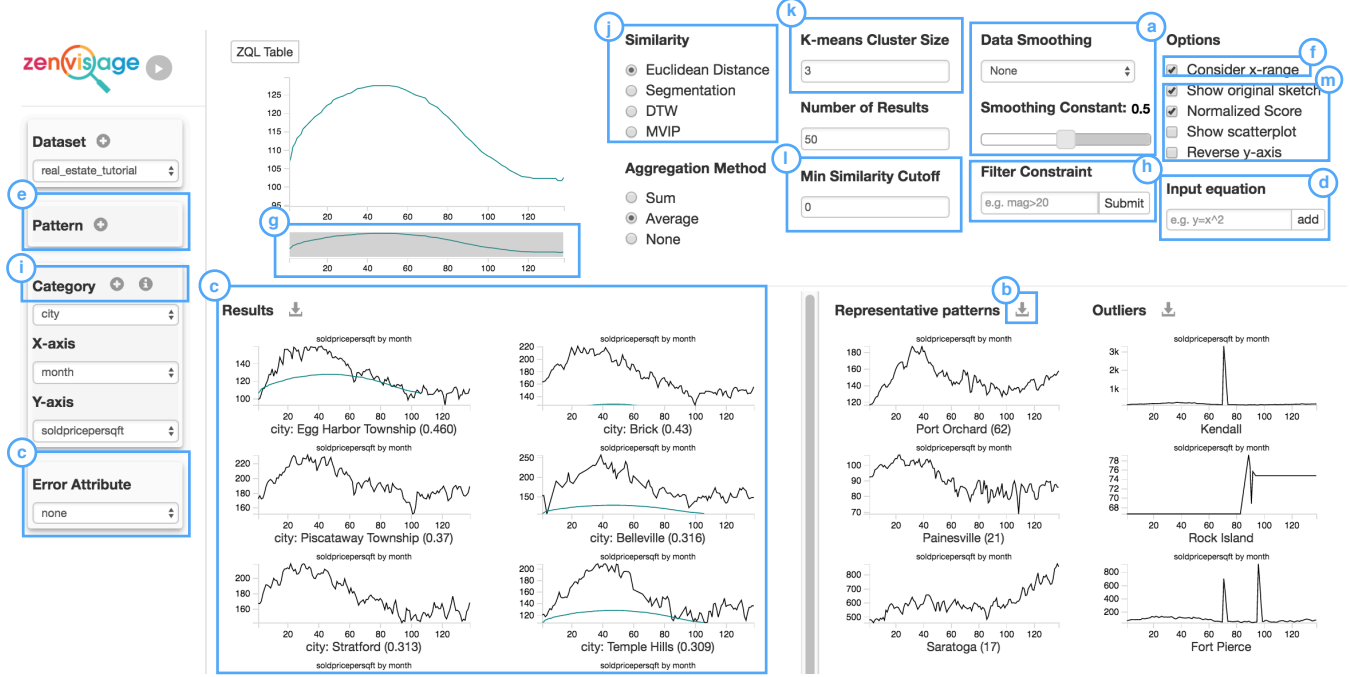 zenvisage
Dataset
real_estate_tutorial
e
Pattern
i
Category
city
X-axis
month
Y-axis
soldpricepersqft
c
Error Attribute
none
ZQL Table
125
120
115
110
105
100
95
20 40 60 80 100 120
g
20 40 60 80 100 120
j
Similarity
Euclidean Distance
Segmentation
DTW
MVIP
Aggregation Method
Sum
Average
None
k
K-means Cluster Size
3
Number of Results
50
l
Min Similarity Cutoff
0
a
Data Smoothing
None
Smoothing Constant: 0.5
h
Filter Constraint
e.g. mag>20 Submit
Options
f
Consider x-range
m
Show original sketch
Normalized Score
Show scatterplot
Reverse y-axis
d
Input equation
e.g. y=x^2 add
c
Results
soldpricepersqft by month
140
120
100
20 40 60 80 100 120
city: Egg Harbor Township (0.460)
soldpricepersqft by month
220
200
180
160
140
20 40 60 80 100 120
city: Brick (0.43)
soldpricepersqft by month
220
200
180
160
20 40 60 80 100 120
city: Piscataway Township (0.37)
soldpricepersqft by month
250
200
150
20 40 60 80 100 120
city: Belleville (0.316)
soldpricepersqft by month
200
180
160
20 40 60 80 100 120
city: Stratford (0.313)
soldpricepersqft by month
200
180
160
140
120
20 40 60 80 100 120
city: Temple Hills (0.309)
soldpricepersqft by month
soldpricepersqft by month
b
Representative patterns
soldpricepersqft by month
180
160
140
120
20 40 60 80 100 120
Port Orchard (62)
soldpricepersqft by month
100
90
80
70
20 40 60 80 100 120
Painesville (21)
soldpricepersqft by month
800
700
600
500
20 40 60 80 100 120
Saratoga (17)
Outliers
soldpricepersqft by month
3k
2k
1k
20 40 60 80 100 120
Kendall
soldpricepersqft by month
78
76
74
72
70
68
20 40 60 80 100 120
Rock Island
soldpricepersqft by month
800
600
400
200
20 40 60 80 100 120
Fort Pierce